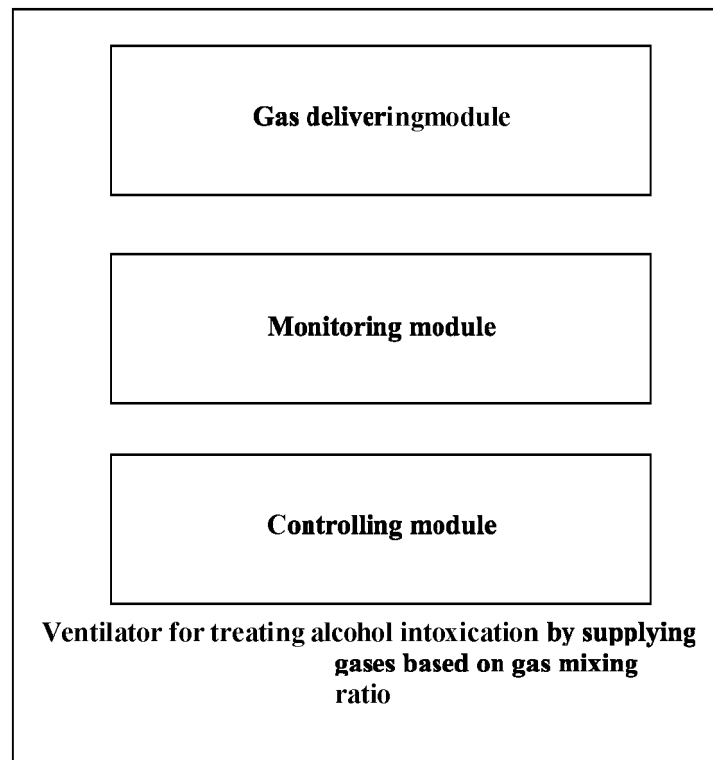 Gas deliveringmodule
Monitoring module
Controlling module
Ventilator for treating alcohol intoxication by supplying
gases based on gas mixing
ratio